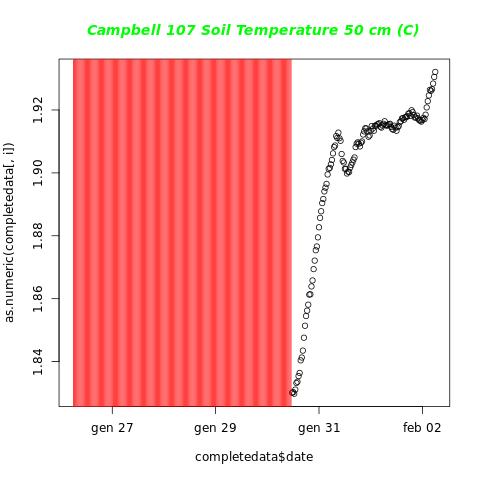 Campbell 107 Soil Temperature 50 cm (C)
as.numeric(completedata[, i])
1.92
1.90
1.88
1.86
1.84
gen 27
gen 29
gen 31
feb 02
completedata$date